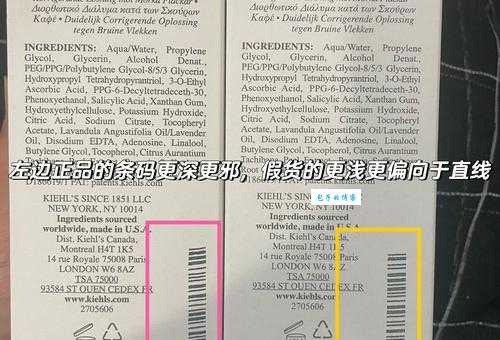 Διορθωτικό Διάλυμα κατά των Σκούρων
Καφέ • Duidelijk Corrigerende Oplossing
tegen Bruine Vlekken
INGREDIENTS: Aqua/Water, Propylene
Glycol, Glycerin, Alcohol Denat.,
PEG/PPG/Polybutylene Glycol-8/5/3 Glycerin,
Hydroxypropyl Tetrahydropyrantriol, 3-O-Ethyl
Ascorbic Acid, PPG-6-Decyltetradeceth-30,
Phenoxyethanol, Salicylic Acid, Xanthan Gum,
Hydroxyethylcellulose, Potassium Hydroxide,
Citric Acid, Sodium Citrate, Tocopheryl
Acetate, Lavandula Angustifolia Oil/Lavender
Oil, Disodium EDTA, Adenosine, Butylene
Glycol, Tocopherol, Citrus Aurantium
左边正品的条码更深更邪，假货的更浅更偏向于直线
KIEHL'S SINCE 1851 LLC
NEW YORK, NY 10014
Ingredients sourced
worldwide, made in U.S.A.
Dist. Kiehl's Canada,
Montreal H4T 1K5
14 rue Royale 75008 Paris
LONDON W6 8AZ
TSA 75000
93584 ST OUEN CEDEX FR
www.kiehls.com
2705606
Διορθωτικό Διάλυμα κατά των Σκούρων
Καφέ • Duidelijk Corrigerende Oplossing
tegen Bruine Vlekken
INGREDIENTS: Aqua/Water, Propylene
Glycol, Glycerin, Alcohol Denat.,
PEG/PPG/Polybutylene Glycol-8/5/3 Glycerin,
Hydroxypropyl Tetrahydropyrantriol, 3-O-Ethyl
Ascorbic Acid, PPG-6-Decyltetradeceth-30,
Phenoxyethanol, Salicylic Acid, Xanthan Gum,
Hydroxyethylcellulose, Potassium Hydroxide,
Citric Acid, Sodium Citrate, Tocopheryl
Acetate, Lavandula Angustifolia Oil/Lavender
Oil, Disodium EDTA, Adenosine, Butylene
Glycol, Tocopherol, Citrus Aurantium
KIEHL'S SINCE 1851 LLC
NEW YORK, NY 10014
Ingredients sourced
worldwide, made in U.S.A.
Dist. Kiehl's Canada,
Montreal H4T 1K5
14 rue Royale 75008 Paris
LONDON W6 8AZ
TSA 75000
93584 ST OUEN CEDEX FR
www.kiehls.com
2705606